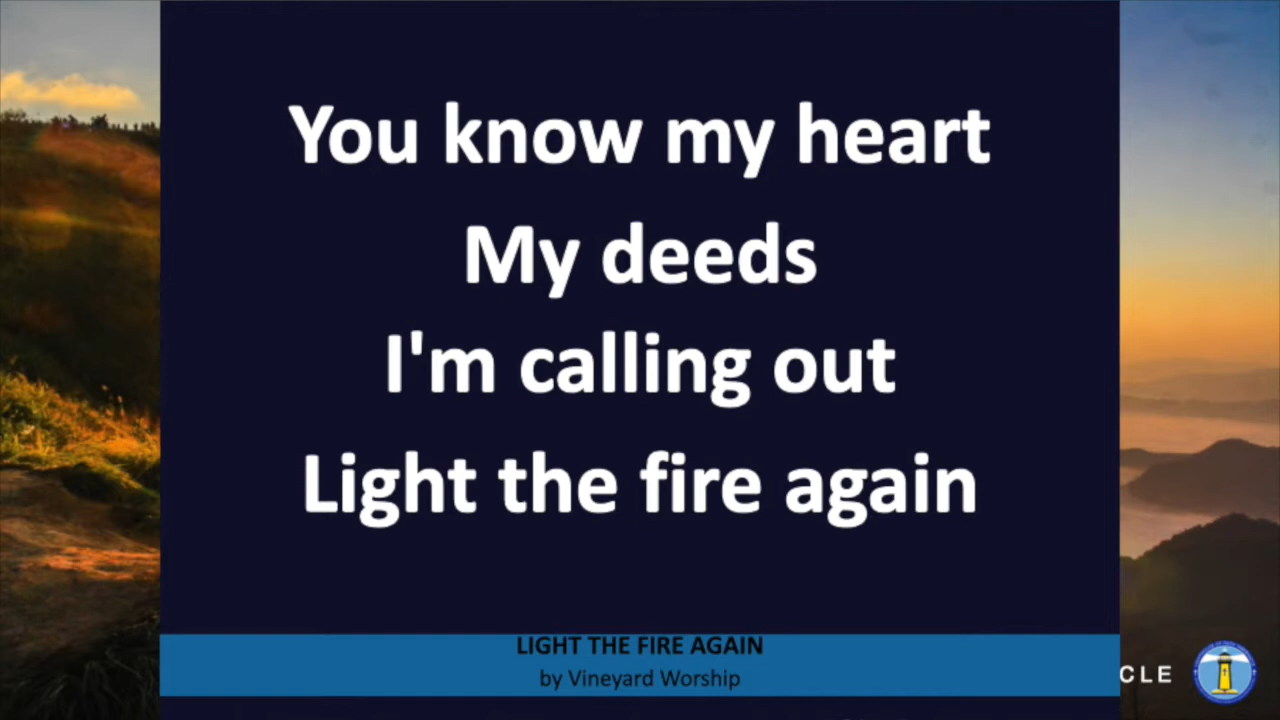 You know my heart
My deeds
I'm calling out
Light the fire again
LIGHT THE FIRE AGAIN
by Vineyard Worship
CLE